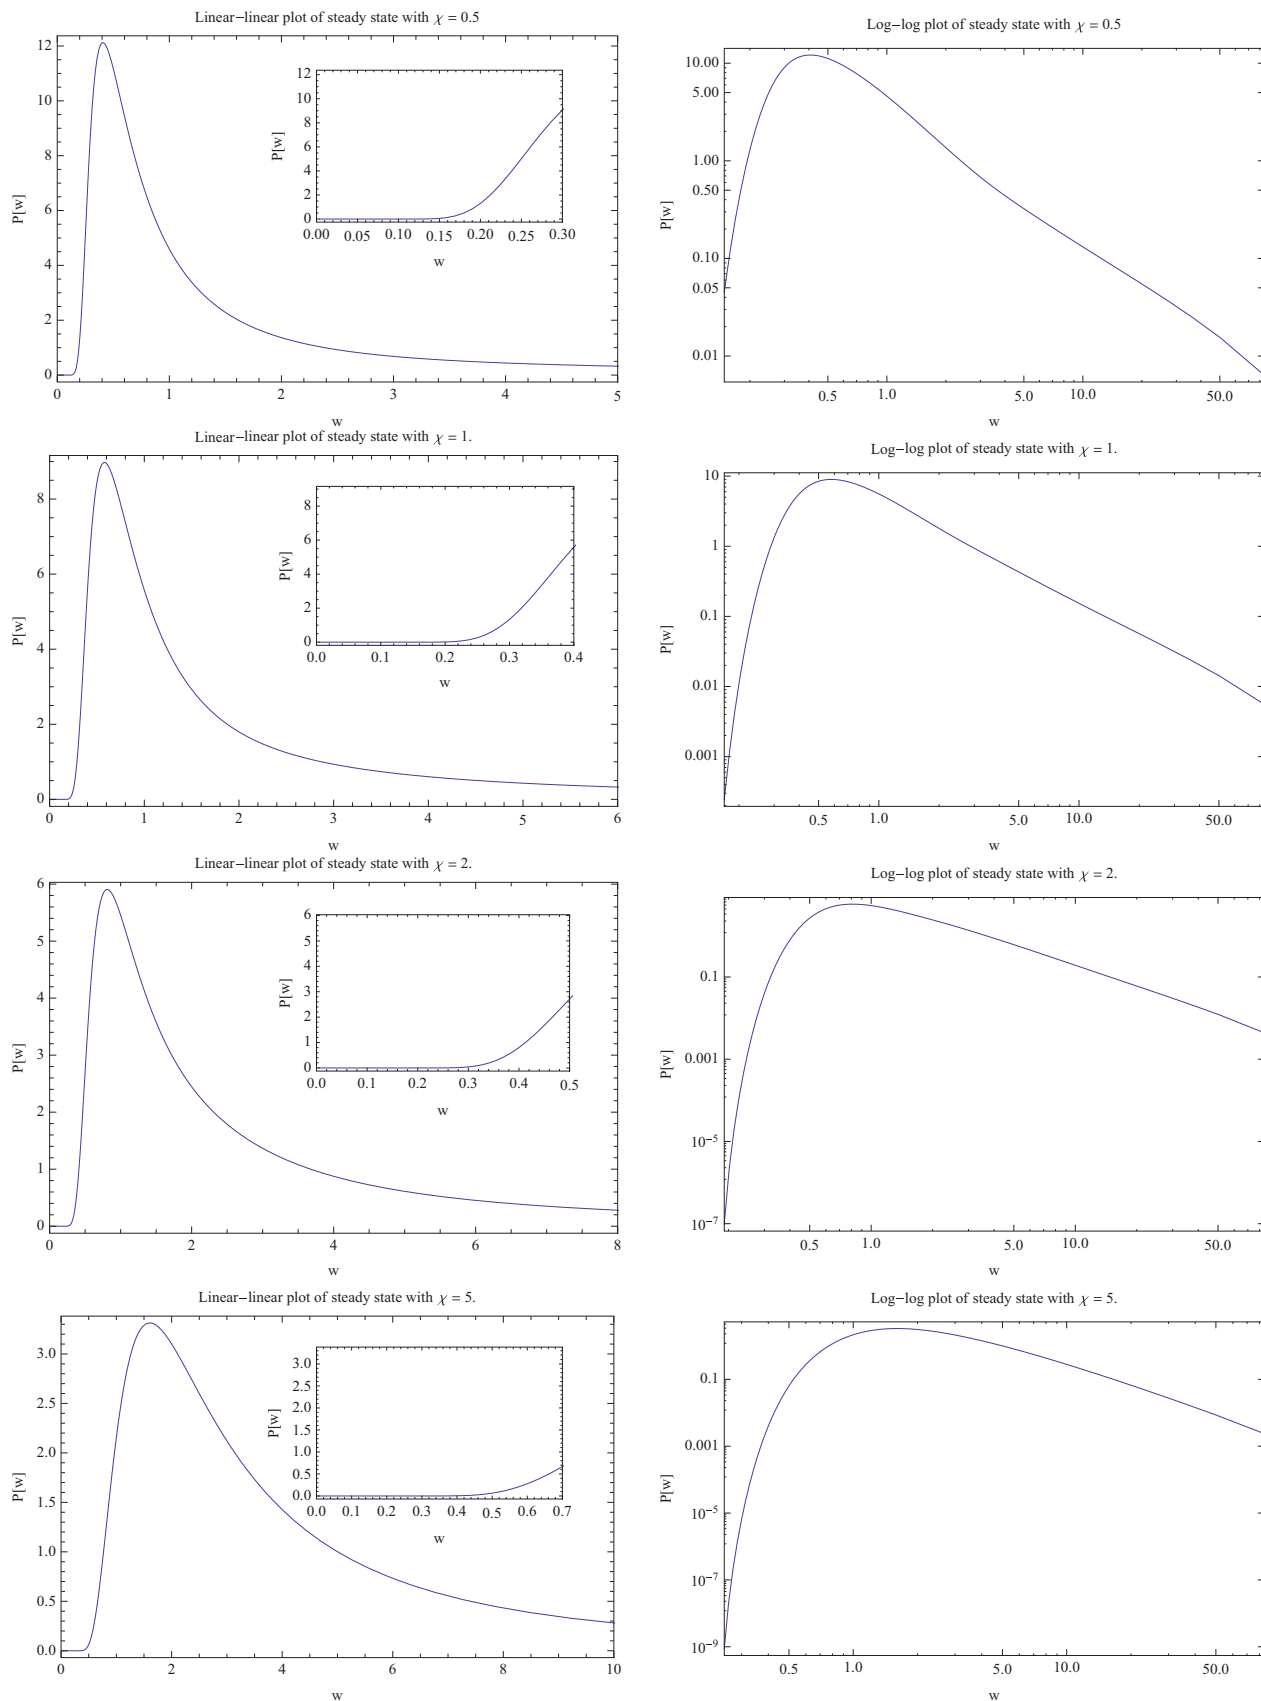 Linear−linear plot of steady state with χ = 0.5
12
10
8
6
4
2
0
P[w]
0 1 2 3 4 5
w
12
10
8
6
4
2
0
P[w]
0.00 0.05 0.10 0.15 0.20 0.25 0.30
w
Log−log plot of steady state with χ = 0.5
10.00
5.00
1.00
0.50
0.10
0.05
0.01
P[w]
0.5 1.0 5.0 10.0 50.0
w
Linear−linear plot of steady state with χ = 1.
8
6
4
2
0
P[w]
0 1 2 3 4 5 6
w
8
6
4
2
0
P[w]
0.0 0.1 0.2 0.3 0.4
w
Log−log plot of steady state with χ = 1.
10
1
0.1
0.01
0.001
P[w]
0.5 1.0 5.0 10.0 50.0
w
Linear−linear plot of steady state with χ = 2.
6
5
4
3
2
1
0
P[w]
0 2 4 6 8
w
6
5
4
3
2
1
0
P[w]
0.0 0.1 0.2 0.3 0.4 0.5
w
Log−log plot of steady state with χ = 2.
0.1
0.001
10⁻⁵
10⁻⁷
P[w]
0.5 1.0 5.0 10.0 50.0
w
Linear−linear plot of steady state with χ = 5.
3.0
2.5
2.0
1.5
1.0
0.5
0.0
P[w]
0 2 4 6 8 10
w
3.0
2.5
2.0
1.5
1.0
0.5
0.0
P[w]
0.0 0.1 0.2 0.3 0.4 0.5 0.6 0.7
w
Log−log plot of steady state with χ = 5.
0.1
0.001
10⁻⁵
10⁻⁷
10⁻⁹
P[w]
0.5 1.0 5.0 10.0 50.0
w